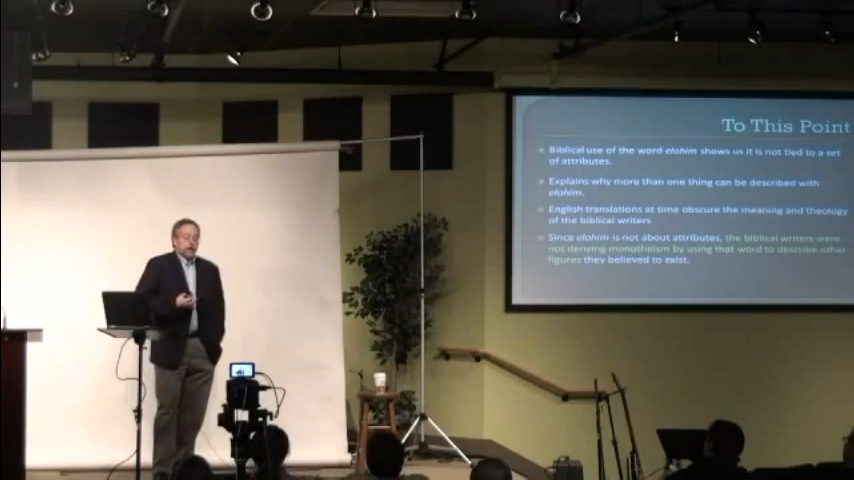 To This Point
Biblical use of the word elohim shows us it is not tied to a set
of attributes.
Explains why more than one thing can be described with
elohim.
English translations at time obscure the meaning and theology
of the biblical writers
Since elohim is not about attributes, the biblical writers were
not denying monotheism by using that word to describe other
figures they believed to exist.